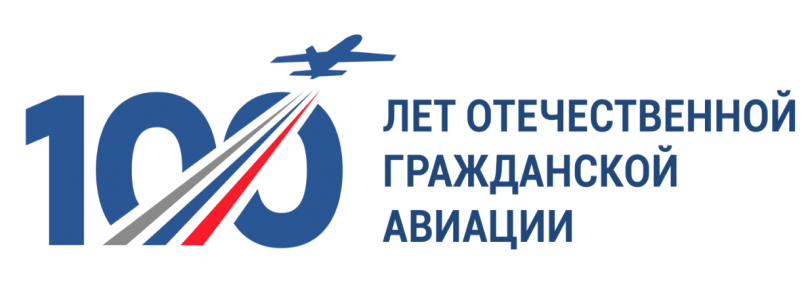 100
ЛЕТ ОТЕЧЕСТВЕННОЙ
ГРАЖДАНСКОЙ
АВИАЦИИ